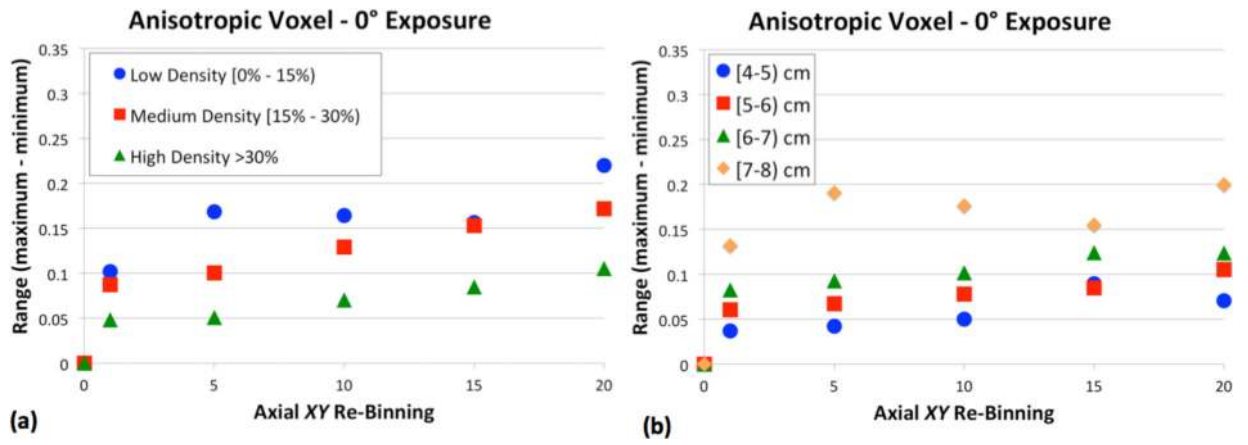 Anisotropic Voxel - 0° Exposure
Range (maximum - minimum)
0.35
0.3
0.25
0.2
0.15
0.1
0.05
0
Low Density [0% - 15%)
Medium Density [15% - 30%)
High Density >30%
0 5 10 15 20
Axial XY Re-Binning
(a)
Anisotropic Voxel - 0° Exposure
Range (maximum - minimum)
0.35
0.3
0.25
0.2
0.15
0.1
0.05
0
[4-5) cm
[5-6) cm
[6-7) cm
[7-8) cm
0 5 10 15 20
Axial XY Re-Binning
(b)